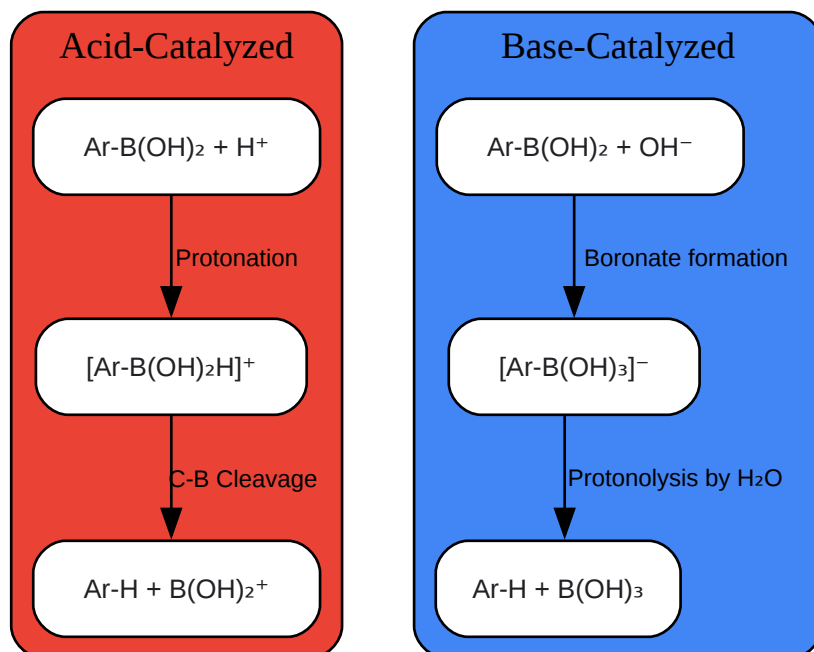 Acid-Catalyzed
Ar-B(OH)₂ + H⁺
Protonation
[Ar-B(OH)₂H]⁺
C-B Cleavage
Ar-H + B(OH)₂⁺
Base-Catalyzed
Ar-B(OH)₂ + OH⁻
Boronate formation
[Ar-B(OH)₃]⁻
Protonolysis by H₂O
Ar-H + B(OH)₃